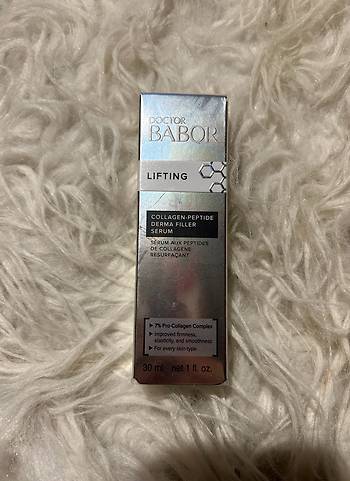 DOCTOR
BABOR
LIFTING
COLLAGEN-PEPTIDE
DERMA FILLER
SERUM
SÉRUM AUX PEPTIDES
DE COLLAGÈNE
RESURFAÇANT
▶ 7% Pro-Collagen Complex
▶ Improved firmness,
elasticity, and smoothness
▶ For every skin type
30 ml net 1 fl. oz.